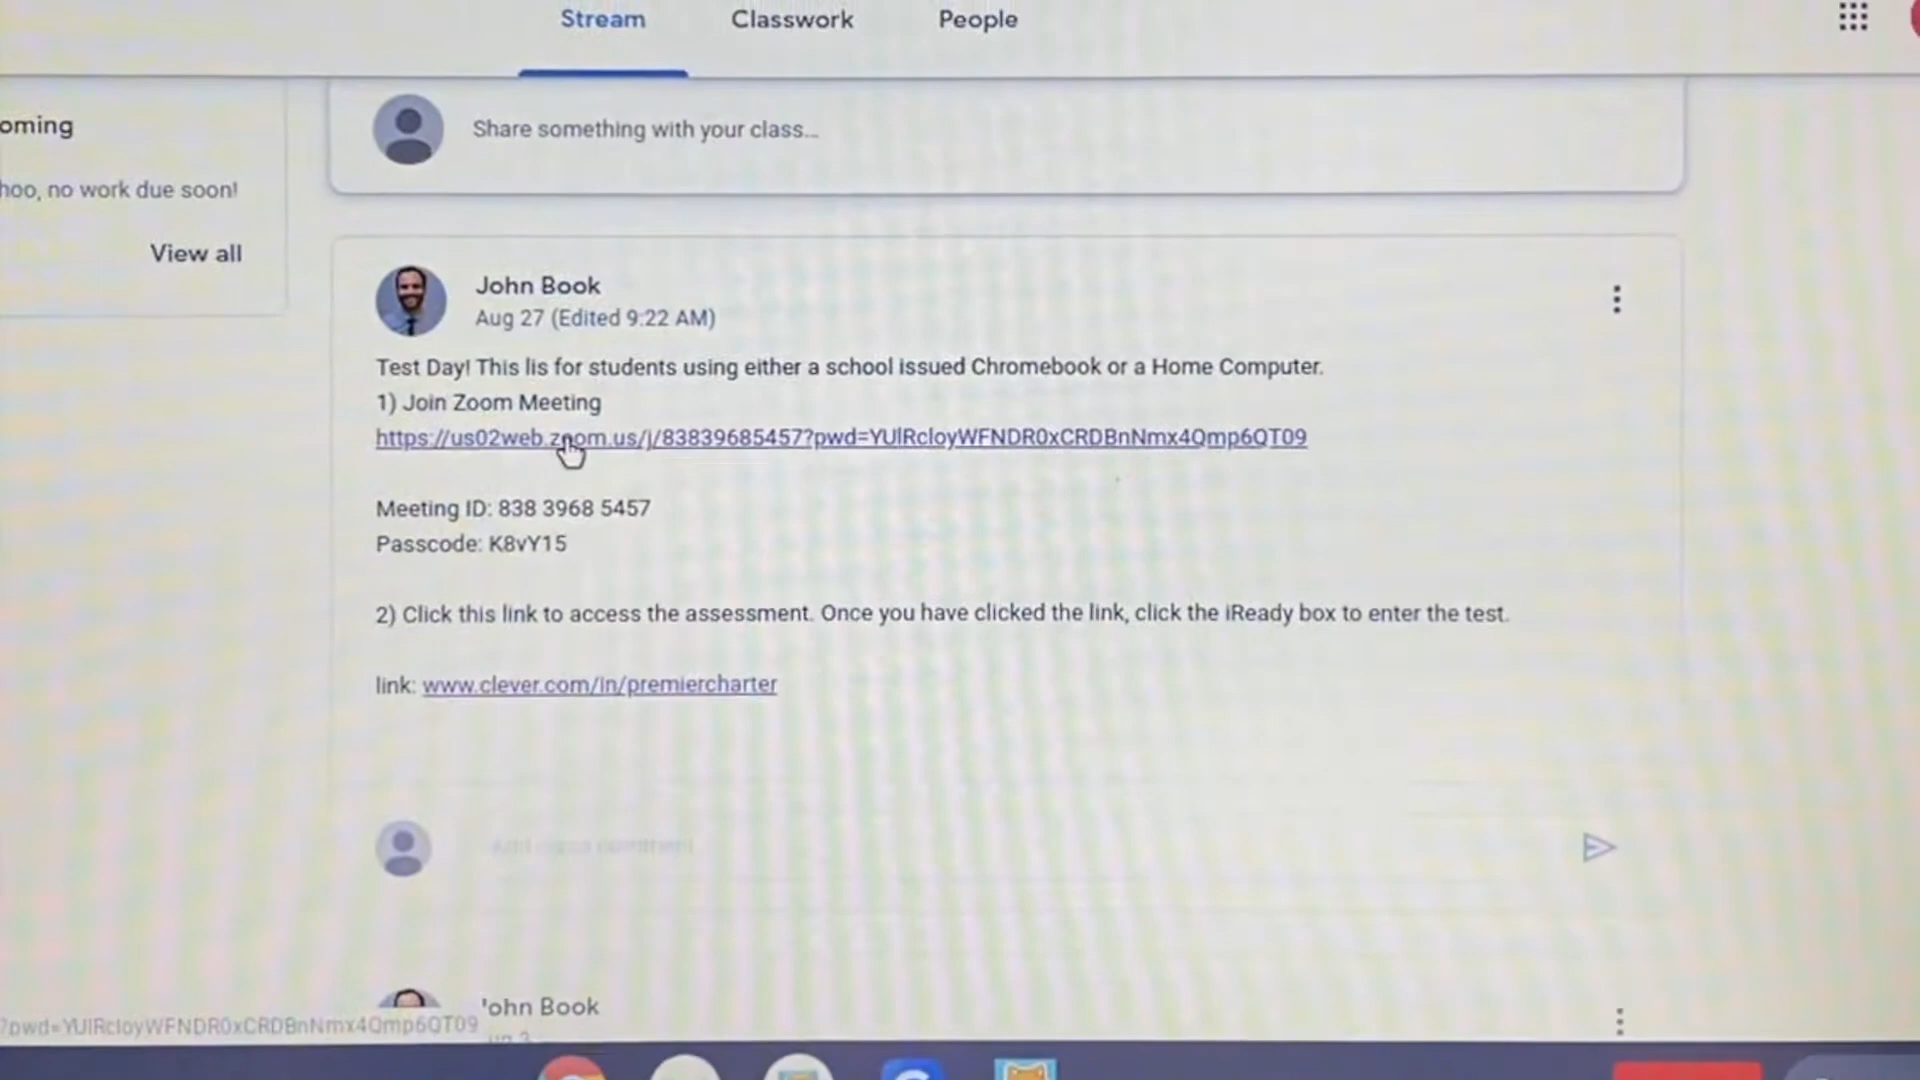 Stream Classwork People
oming
hoo, no work due soon!
View all
Share something with your class...
John Book
Aug 27 (Edited 9:22 AM)
Test Day! This lis for students using either a school issued Chromebook or a Home Computer.
1) Join Zoom Meeting
https://us02web.zoom.us/j/83839685457?pwd=YUlRcloyWFNDR0xCRDBnNmx4Qmp6QT09
Meeting ID: 838 3968 5457
Passcode: K8vY15
2) Click this link to access the assessment. Once you have clicked the link, click the iReady box to enter the test.
link: www.clever.com/in/premiercharter
Add class comment
'ohn Book
?pwd=YUlRcloyWFNDR0xCRDBnNmx4Qmp6QT09